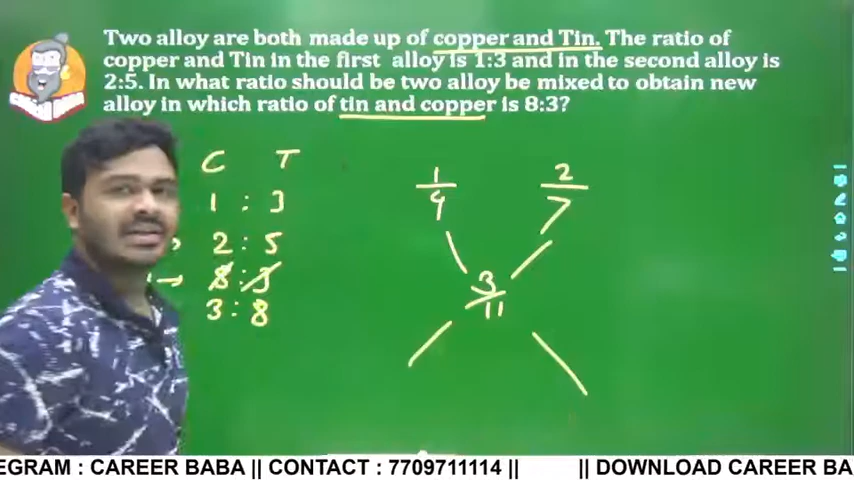 Two alloy are both made up of copper and Tin. The ratio of
copper and Tin in the first alloy is 1:3 and in the second alloy is
2:5. In what ratio should be two alloy be mixed to obtain new
alloy in which ratio of tin and copper is 8:3?
C T
1 : 3
2 : 5
8 : 3
3 : 8
1/4 2/7
3/11
EGRAM : CAREER BABA || CONTACT : 7709711114 || || DOWNLOAD CAREER BA